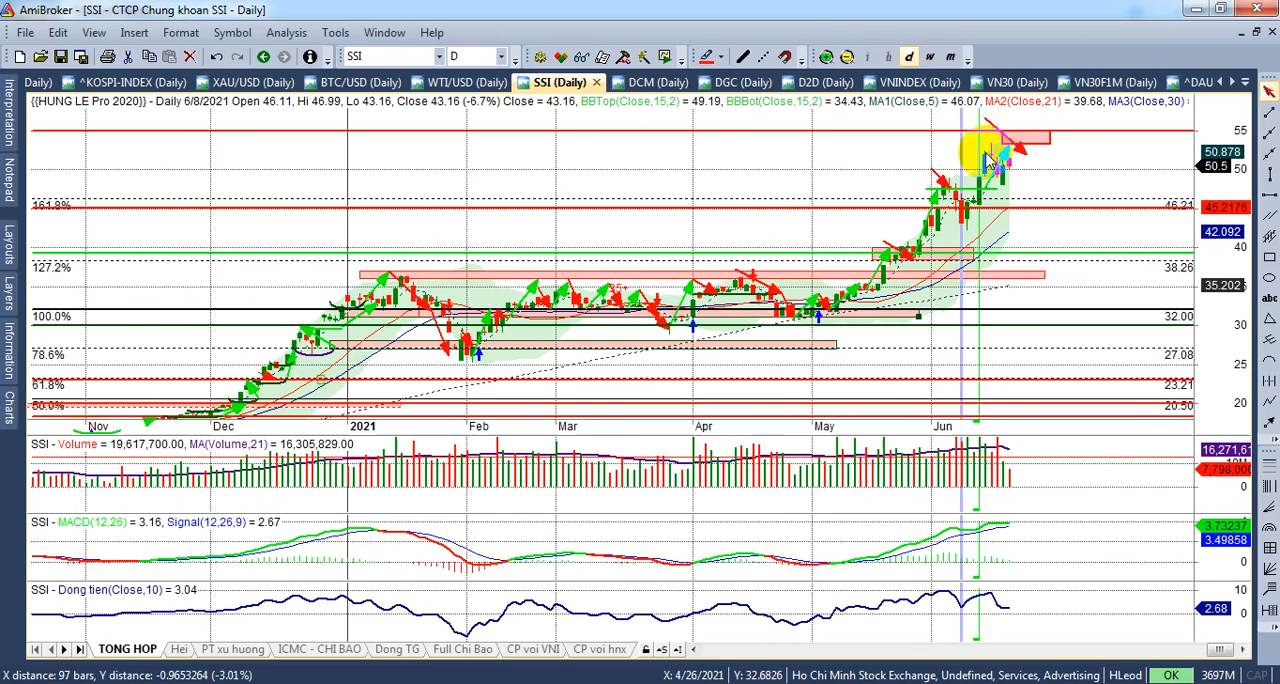 AmiBroker - [SSI - CTCP Chung khoan SSI - Daily]
File Edit View Insert Format Symbol Analysis Tools Window Help
SSI D i h d w m
Daily) ^KOSPI-INDEX (Daily) XAU/USD (Daily) BTC/USD (Daily) WTI/USD (Daily) SSI (Daily) DCM (Daily) DGC (Daily) D2D (Daily) VNINDEX (Daily) VN30 (Daily) VN30F1M (Daily) ^DAU
{{HUNG LE Pro 2020}} - Daily 6/8/2021 Open 46.11, Hi 46.99, Lo 43.16, Close 43.16 (-6.7%) Close = 43.16, BBTop(Close,15,2) = 49.19, BBBot(Close,15,2) = 34.43, MA1(Close,5) = 46.07, MA2(Close,21) = 39.68, MA3(Close,30) :
Interpretation
Notepad
Layouts
Layers
Information
Charts
abc
55
50.878
50.5
50
161.8% 46.21
45.2176
42.092
40
127.2% 38.26
35.202
100.0% 32.00
30
78.6% 27.08
25
61.8% 23.21
50.0% 20.50
20
Nov Dec 2021 Feb Mar Apr May Jun
SSI - Volume = 19,617,700.00, MA(Volume,21) = 16,305,829.00
16,271,61
7,798,000
0
SSI - MACD(12,26) = 3.16, Signal(12,26,9) = 2.67
3.73237
3.49858
0
SSI - Dong tien(Close,10) = 3.04
10
2.68
0
TONG HOP Hei PT xu huong ICMC - CHI BAO Dong TG Full Chi Bao CP voi VNI CP voi hnx
X distance: 97 bars, Y distance: -0.9653264 (-3.01%) X: 4/26/2021 Y: 32.6826 Ho Chi Minh Stock Exchange, Undefined, Services, Advertising HLeod OK 3697M CAP